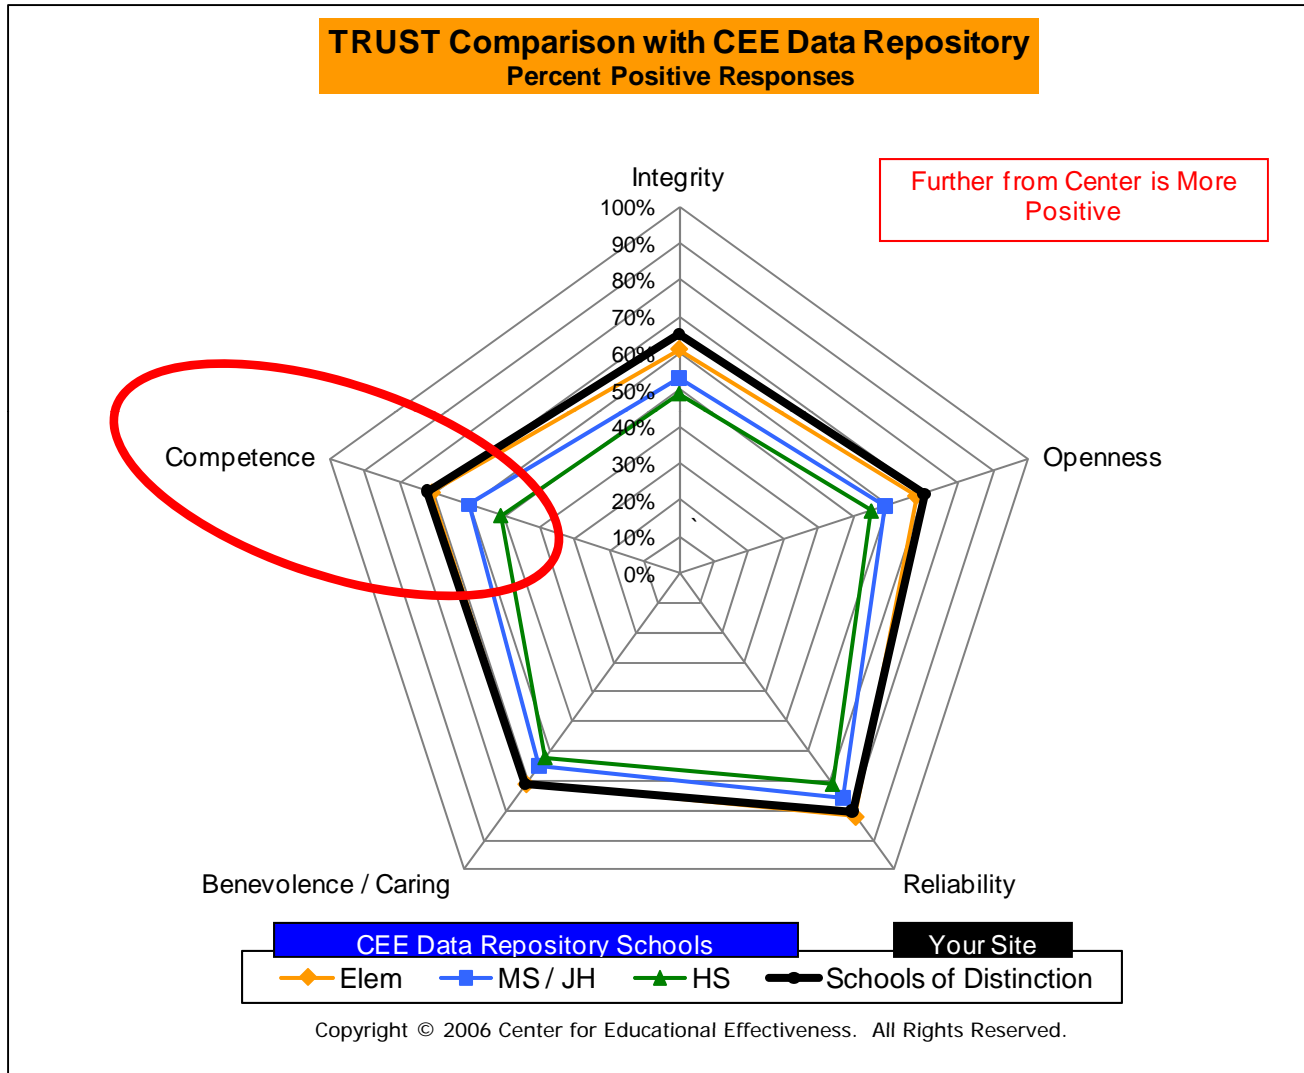 TRUST Comparison with CEE Data Repository
Percent Positive Responses
Further from Center is More
Positive
Integrity
100%
90%
80%
70%
60%
50%
40%
30%
20%
10%
0%
`
Competence
Openness
Benevolence / Caring
Reliability
CEE Data Repository Schools
Your Site
Elem
MS / JH
HS
Schools of Distinction
Copyright © 2006 Center for Educational Effectiveness.  All Rights Reserved.